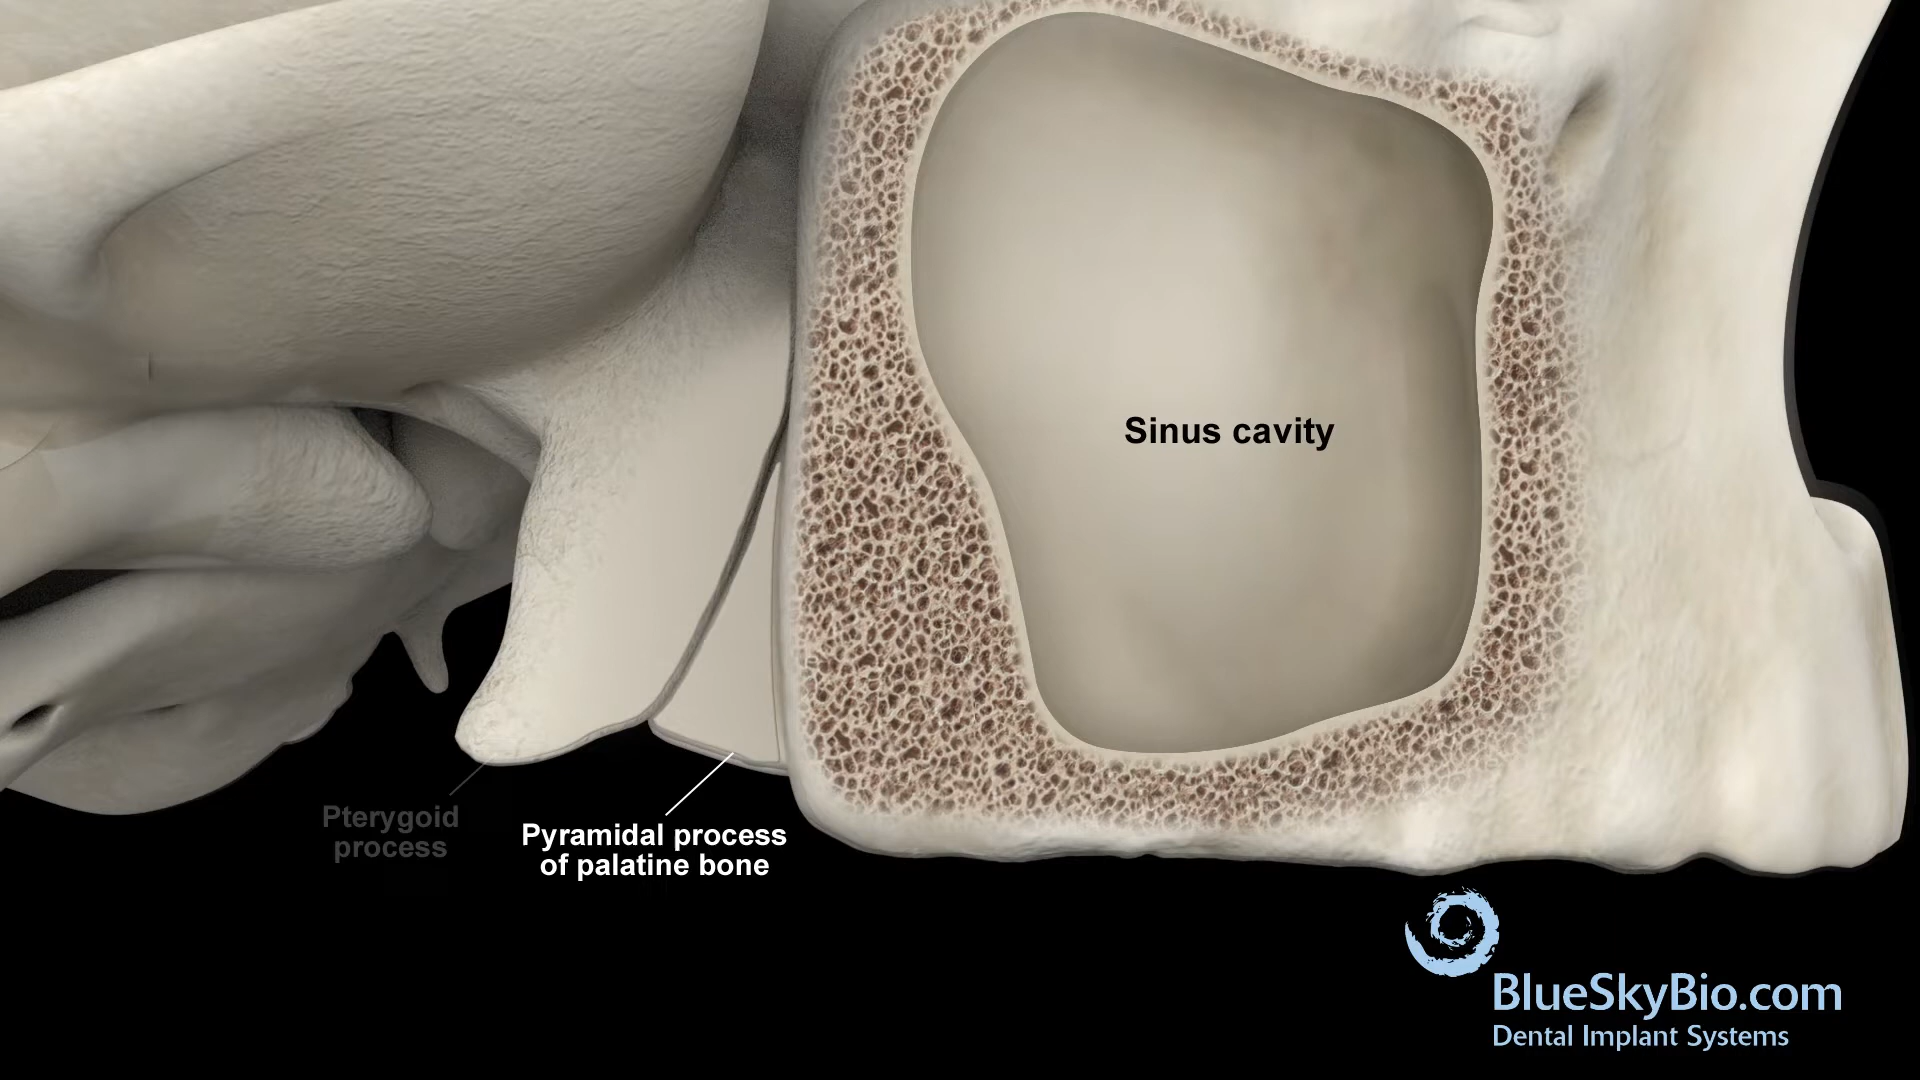 Sinus cavity
Pterygoid
process
Pyramidal process
of palatine bone
BlueSkyBio.com
Dental Implant Systems